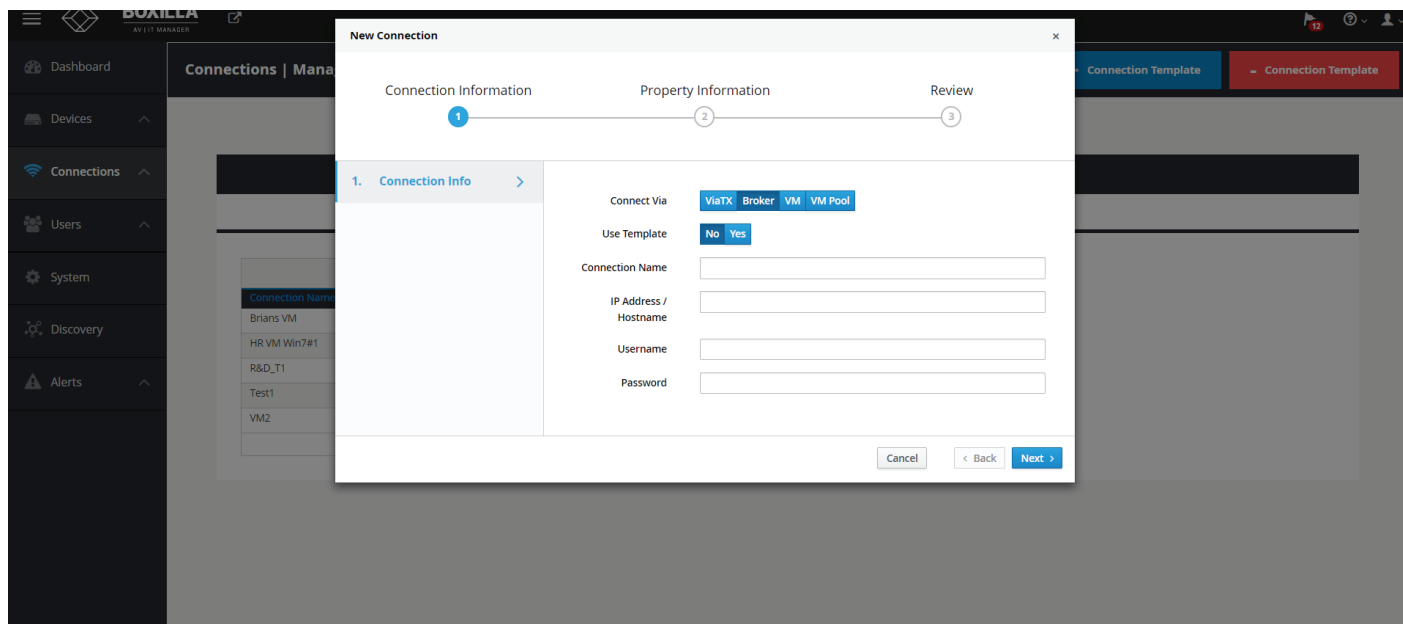 BOXILLA
AV | IT MANAGER
12
Dashboard
Devices
Connections
Users
System
Discovery
Alerts
Connections | Mana
Connection Template
- Connection Template
Connection Name
Brians VM
HR VM Win7#1
R&D_T1
Test1
VM2
New Connection
×
Connection Information
Property Information
Review
1
2
3
1. Connection Info >
Connect Via ViaTX Broker VM VM Pool
Use Template No Yes
Connection Name
IP Address /
Hostname
Username
Password
Cancel < Back Next >